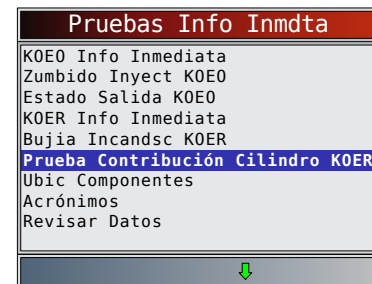 Pruebas Info Inmdta
KOEO Info Inmediata
Zumbido Inyect KOEO
Estado Salida KOEO
KOER Info Inmediata
Bujia Incandsc KOER
Prueba Contribución Cilindro KOER
Ubic Componentes
Acrónimos
Revisar Datos